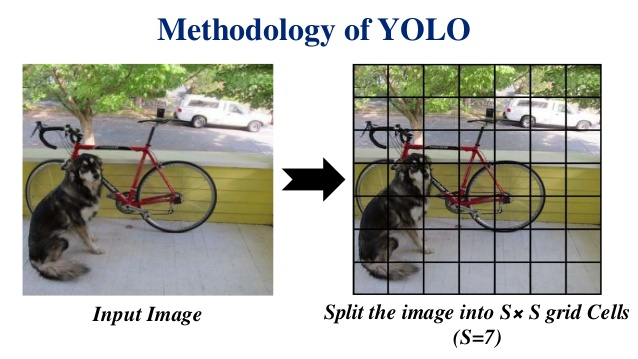 Methodology of YOLO
Input Image
Split the image into S× S grid Cells
(S=7)